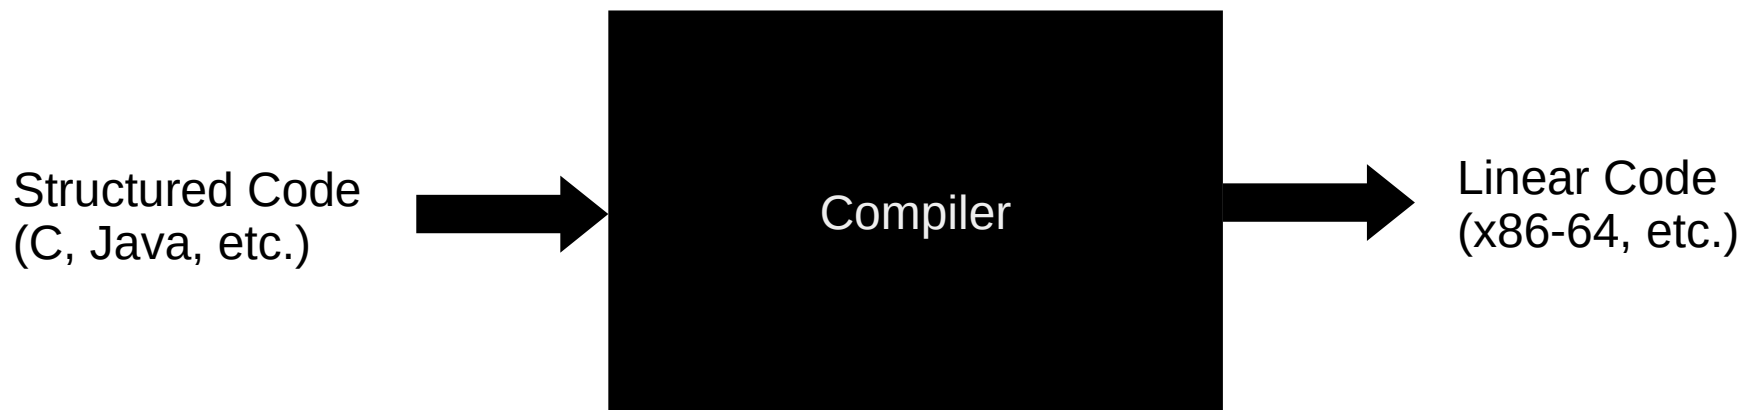 Structured Code
(C, Java, etc.)
Compiler
Linear Code
(x86-64, etc.)